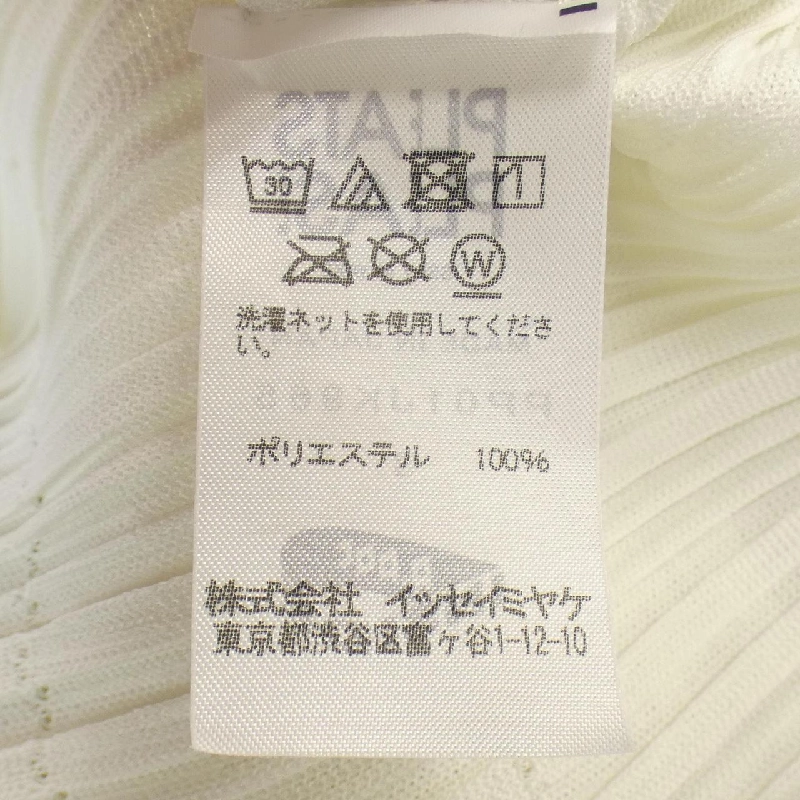 30
W
洗濯ネットを使用してくださ
い。
ポリエステル 100%
株式会社 イッセイミヤケ
東京都渋谷区富ヶ谷1-12-10